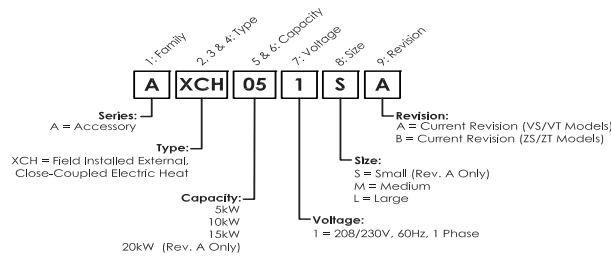 1: Family
2, 3 & 4: Type
5 & 6: Capacity
7: Voltage
8: Size
9: Revision
A XCH 05 1 S A
Series:
A = Accessory
Type:
XCH = Field Installed External,
Close-Coupled Electric Heat
Capacity:
5kW
10kW
15kW
20kW (Rev. A Only)
Voltage:
1 = 208/230V, 60Hz, 1 Phase
Size:
S = Small (Rev. A Only)
M = Medium
L = Large
Revision:
A = Current Revision (VS/VT Models)
B = Current Revision (ZS/ZT Models)